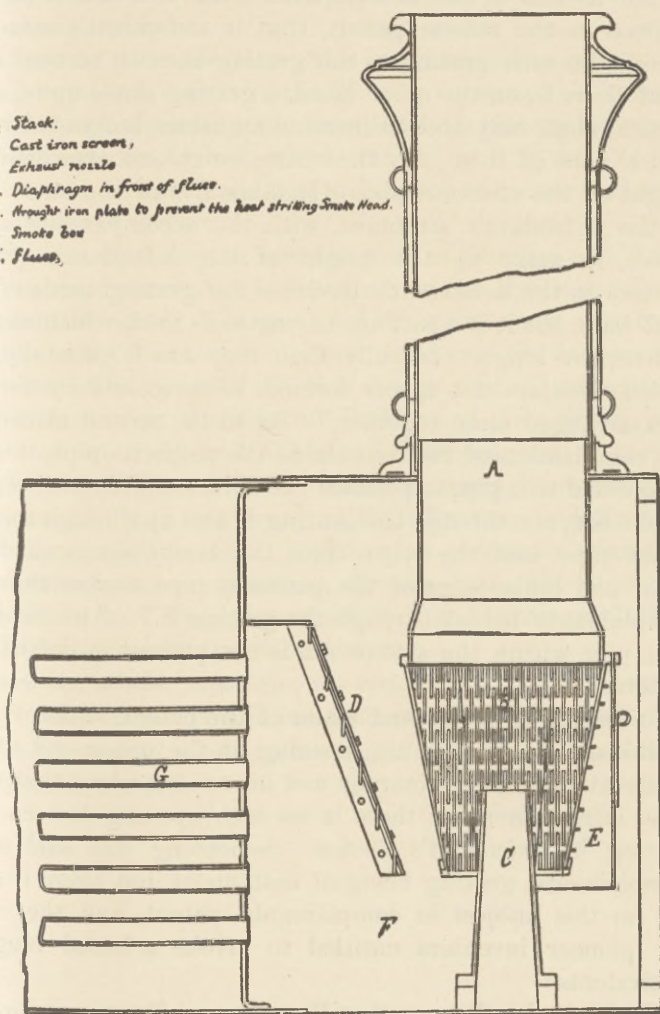 Stack.
Cast iron screen,
Exhaust nozzle
. Diaphragm in front of flues.
. Wrought iron plate to prevent the heat striking Smoke Head.
Smoke box
. flues,
A
B
D
G
E
C
F